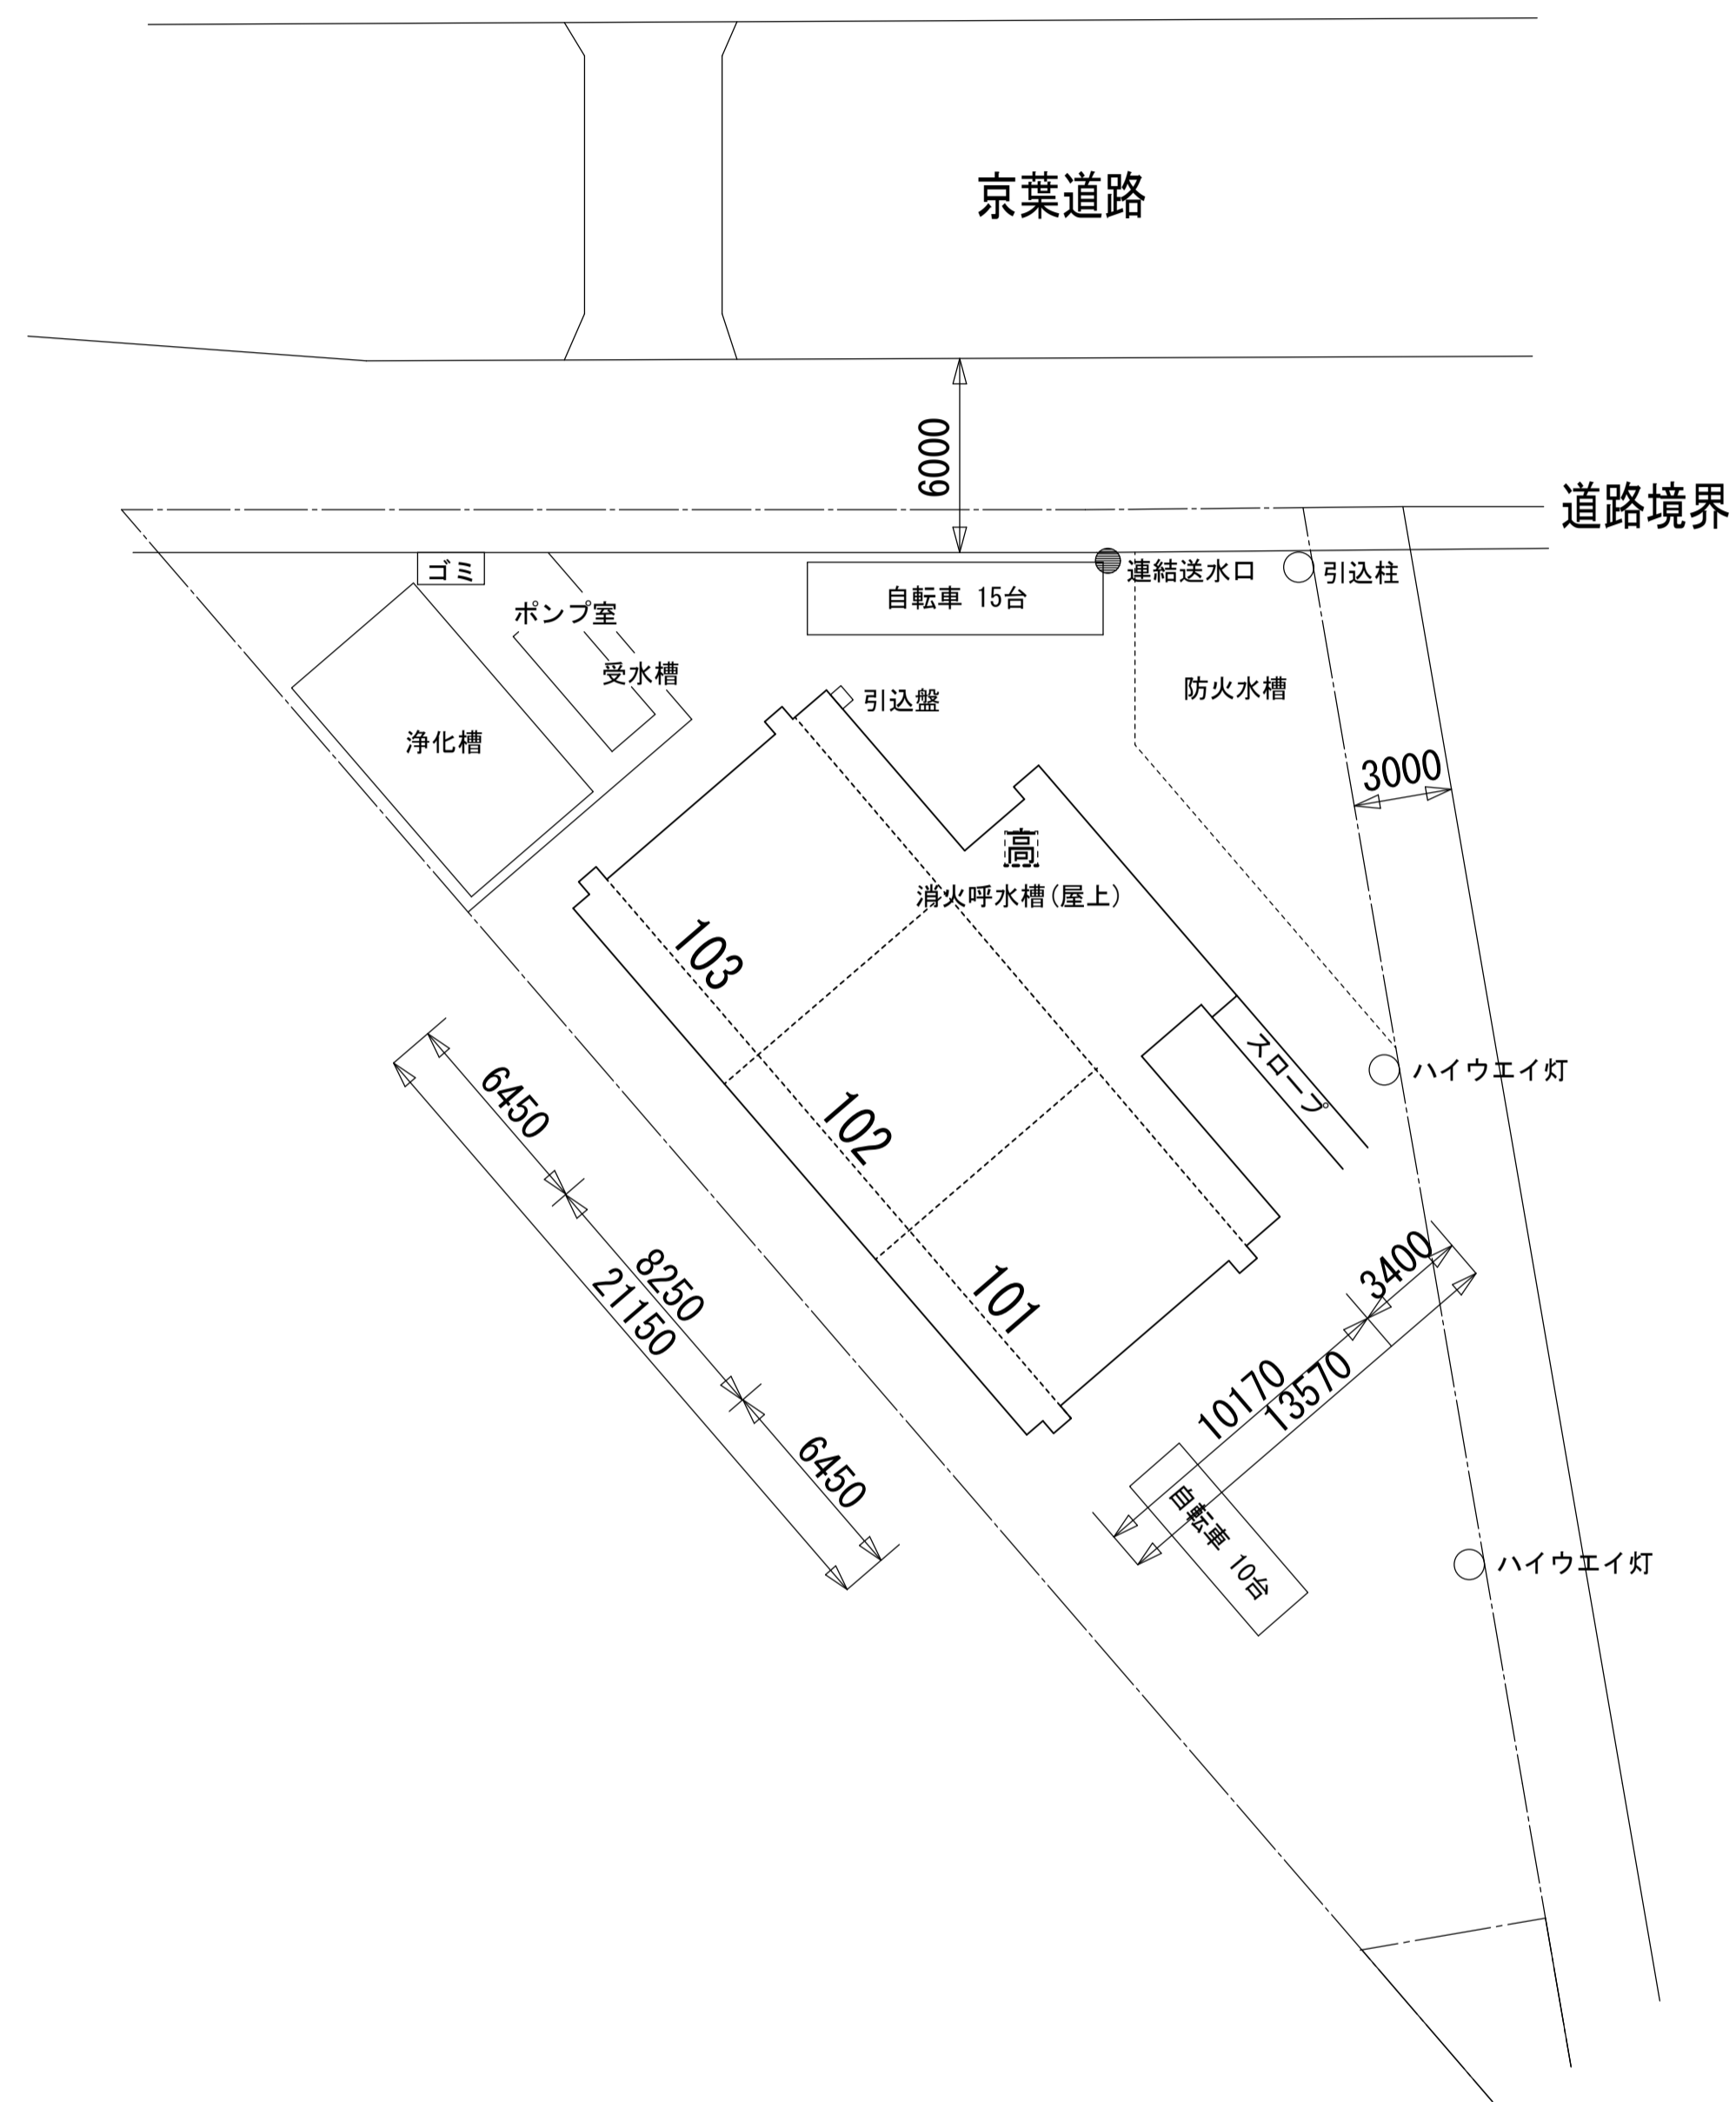 京葉道路
6000
道路境界
ゴミ
ポンプ室
受水槽
浄化槽
自転車 15台
連結送水口
引込柱
防火水槽
引込盤
3000
高
消火呼水槽(屋上)
103
102
101
スロープ
ハイウエイ灯
6450
8250
21150
6450
3400
10170
13570
自転車 10台
ハイウエイ灯